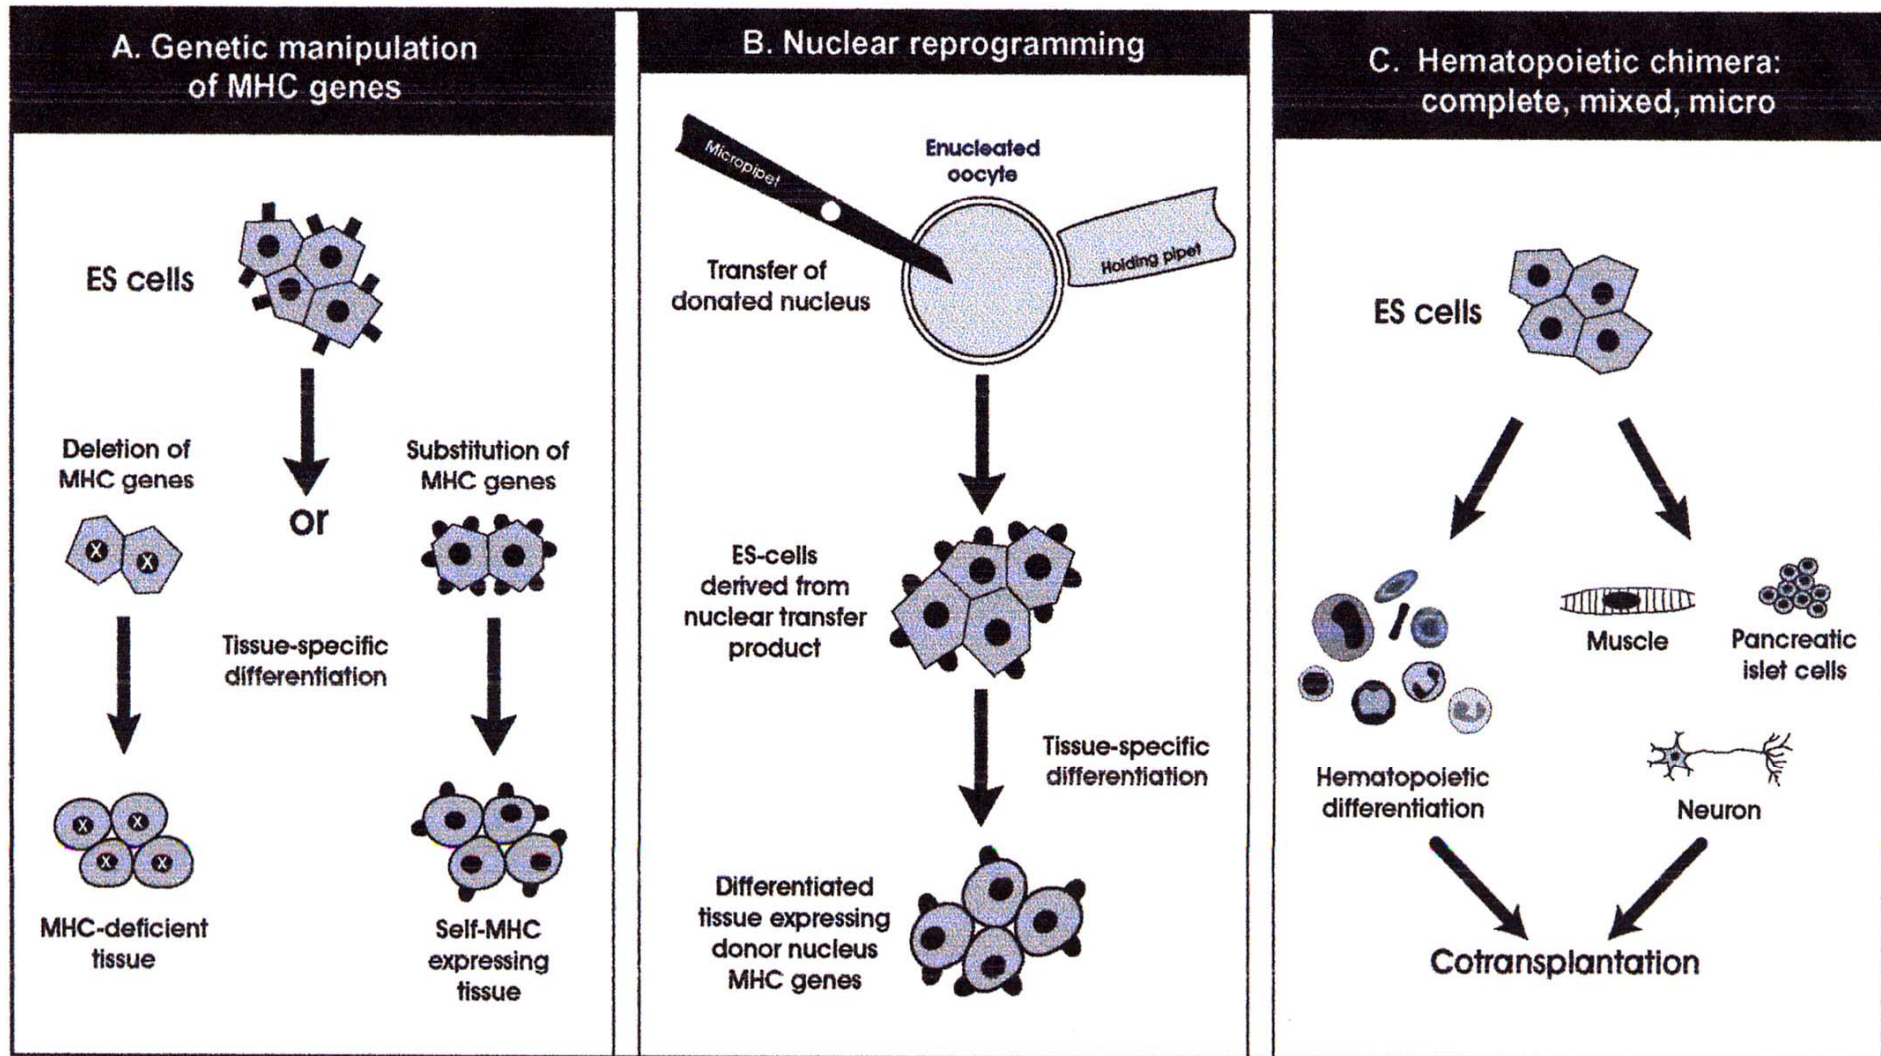 A. Genetic manipulation
of MHC genes
ES cells
Deletion of
MHC genes
or
Substitution of
MHC genes
X
X
Tissue-specific
differentiation
X
X
X
X
MHC-deficient
tissue
Self-MHC
expressing
tissue
B. Nuclear reprogramming
Micropipet
Enucleated
oocyte
Holding pipet
Transfer of
donated nucleus
ES-cells
derived from
nuclear transfer
product
Tissue-specific
differentiation
Differentiated
tissue expressing
donor nucleus
MHC genes
C. Hematopoietic chimera:
complete, mixed, micro
ES cells
Muscle
Pancreatic
islet cells
Hematopoietic
differentiation
Neuron
Cotransplantation